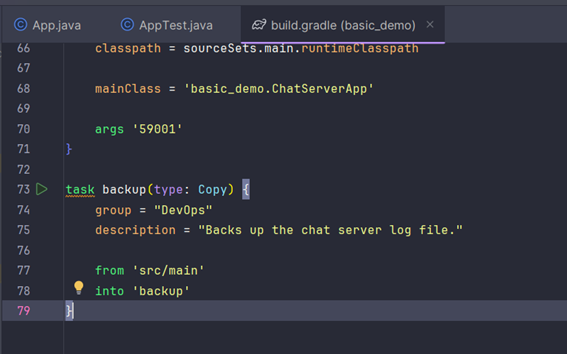 App.java AppTest.java build.gradle (basic_demo)
66 classpath = sourceSets.main.runtimeClasspath
67
68 mainClass = 'basic_demo.ChatServerApp'
69
70 args '59001'
71 }
72
73 task backup(type: Copy) {
74 group = "DevOps"
75 description = "Backs up the chat server log file."
76
77 from 'src/main'
78 into 'backup'
79 }